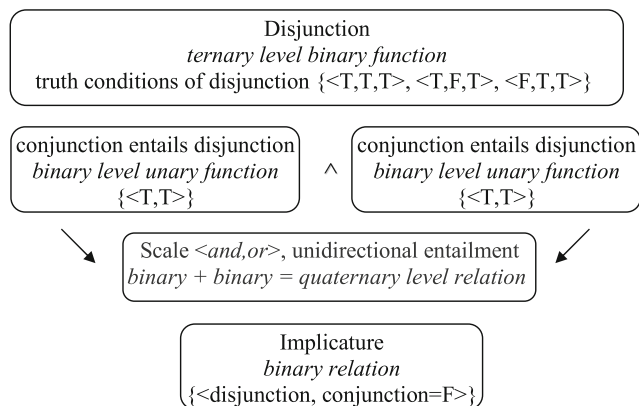 Disjunction
ternary level binary function
truth conditions of disjunction {<T,T,T>, <T,F,T>, <F,T,T>}
conjunction entails disjunction
binary level unary function
{<T,T>}
^
conjunction entails disjunction
binary level unary function
{<T,T>}
Scale <and,or>, unidirectional entailment
binary + binary = quaternary level relation
Implicature
binary relation
{<disjunction, conjunction=F>}